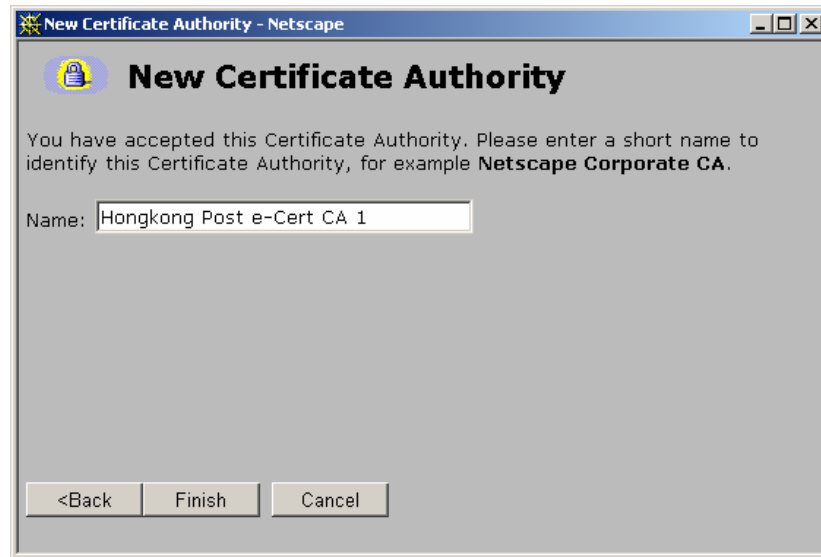 New Certificate Authority - Netscape
New Certificate Authority
You have accepted this Certificate Authority. Please enter a short name to
identify this Certificate Authority, for example Netscape Corporate CA.
Name: Hongkong Post e-Cert CA 1
<Back Finish Cancel